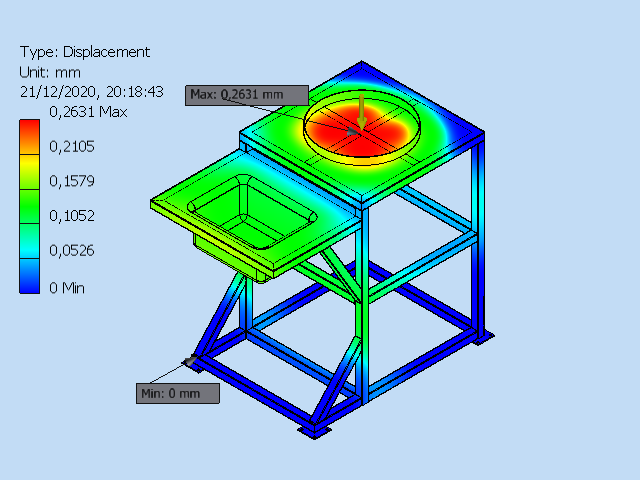 Type: Displacement
Unit: mm
21/12/2020, 20:18:43
0,2631 Max
0,2105
0,1579
0,1052
0,0526
0 Min
Max: 0,2631 mm
Min: 0 mm